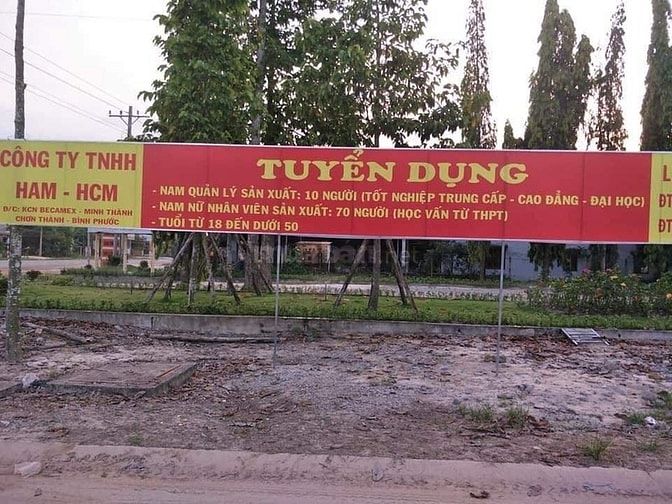 CÔNG TY TNHH
HAM - HCM
Đ/C: KCN BECAMEX - MINH THÀNH
CHƠN THÀNH - BÌNH PHƯỚC
TUYỂN DỤNG
- NAM QUẢN LÝ SẢN XUẤT: 10 NGƯỜI (TỐT NGHIỆP TRUNG CẤP - CAO ĐẲNG - ĐẠI HỌC)
- NAM NỮ NHÂN VIÊN SẢN XUẤT: 70 NGƯỜI (HỌC VẤN TỪ THPT)
- TUỔI TỪ 18 ĐẾN DƯỚI 50
L
ĐT
ĐT